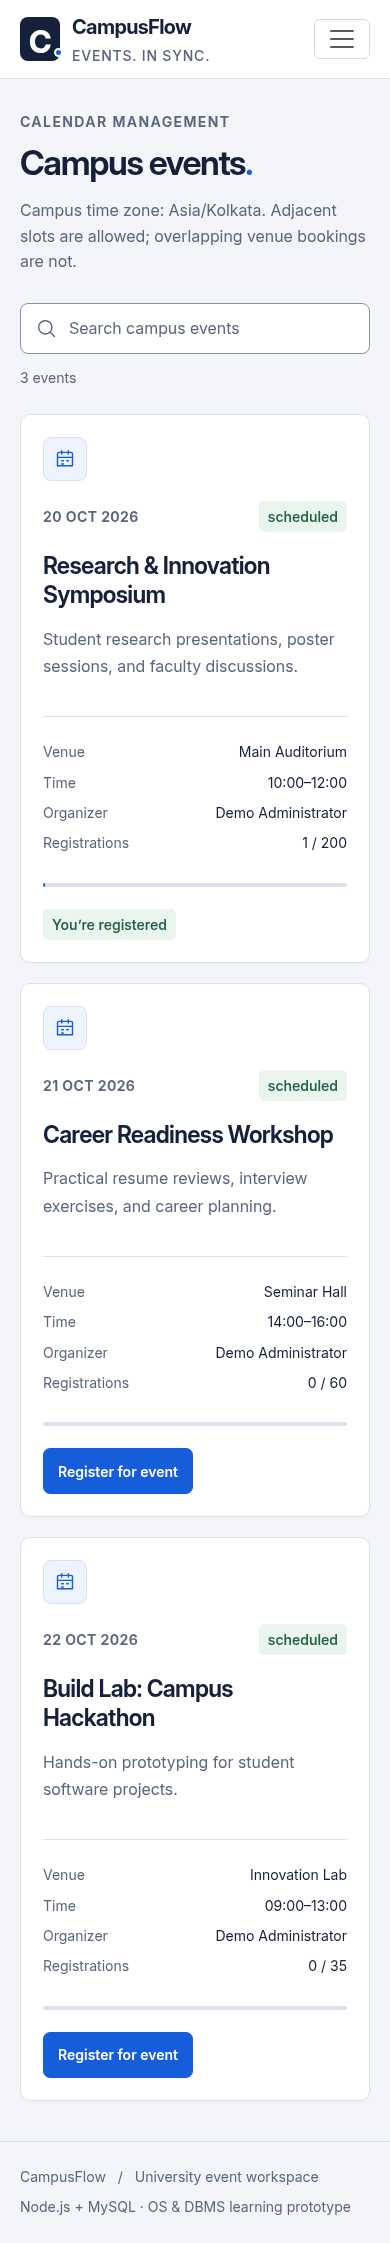 C CampusFlow
EVENTS. IN SYNC.
CALENDAR MANAGEMENT
Campus events.
Campus time zone: Asia/Kolkata. Adjacent
slots are allowed; overlapping venue bookings
are not.
Search campus events
3 events
20 OCT 2026 scheduled
Research & Innovation
Symposium
Student research presentations, poster
sessions, and faculty discussions.
Venue Main Auditorium
Time 10:00–12:00
Organizer Demo Administrator
Registrations 1 / 200
You’re registered
21 OCT 2026 scheduled
Career Readiness Workshop
Practical resume reviews, interview
exercises, and career planning.
Venue Seminar Hall
Time 14:00–16:00
Organizer Demo Administrator
Registrations 0 / 60
Register for event
22 OCT 2026 scheduled
Build Lab: Campus
Hackathon
Hands-on prototyping for student
software projects.
Venue Innovation Lab
Time 09:00–13:00
Organizer Demo Administrator
Registrations 0 / 35
Register for event
CampusFlow / University event workspace
Node.js + MySQL · OS & DBMS learning prototype